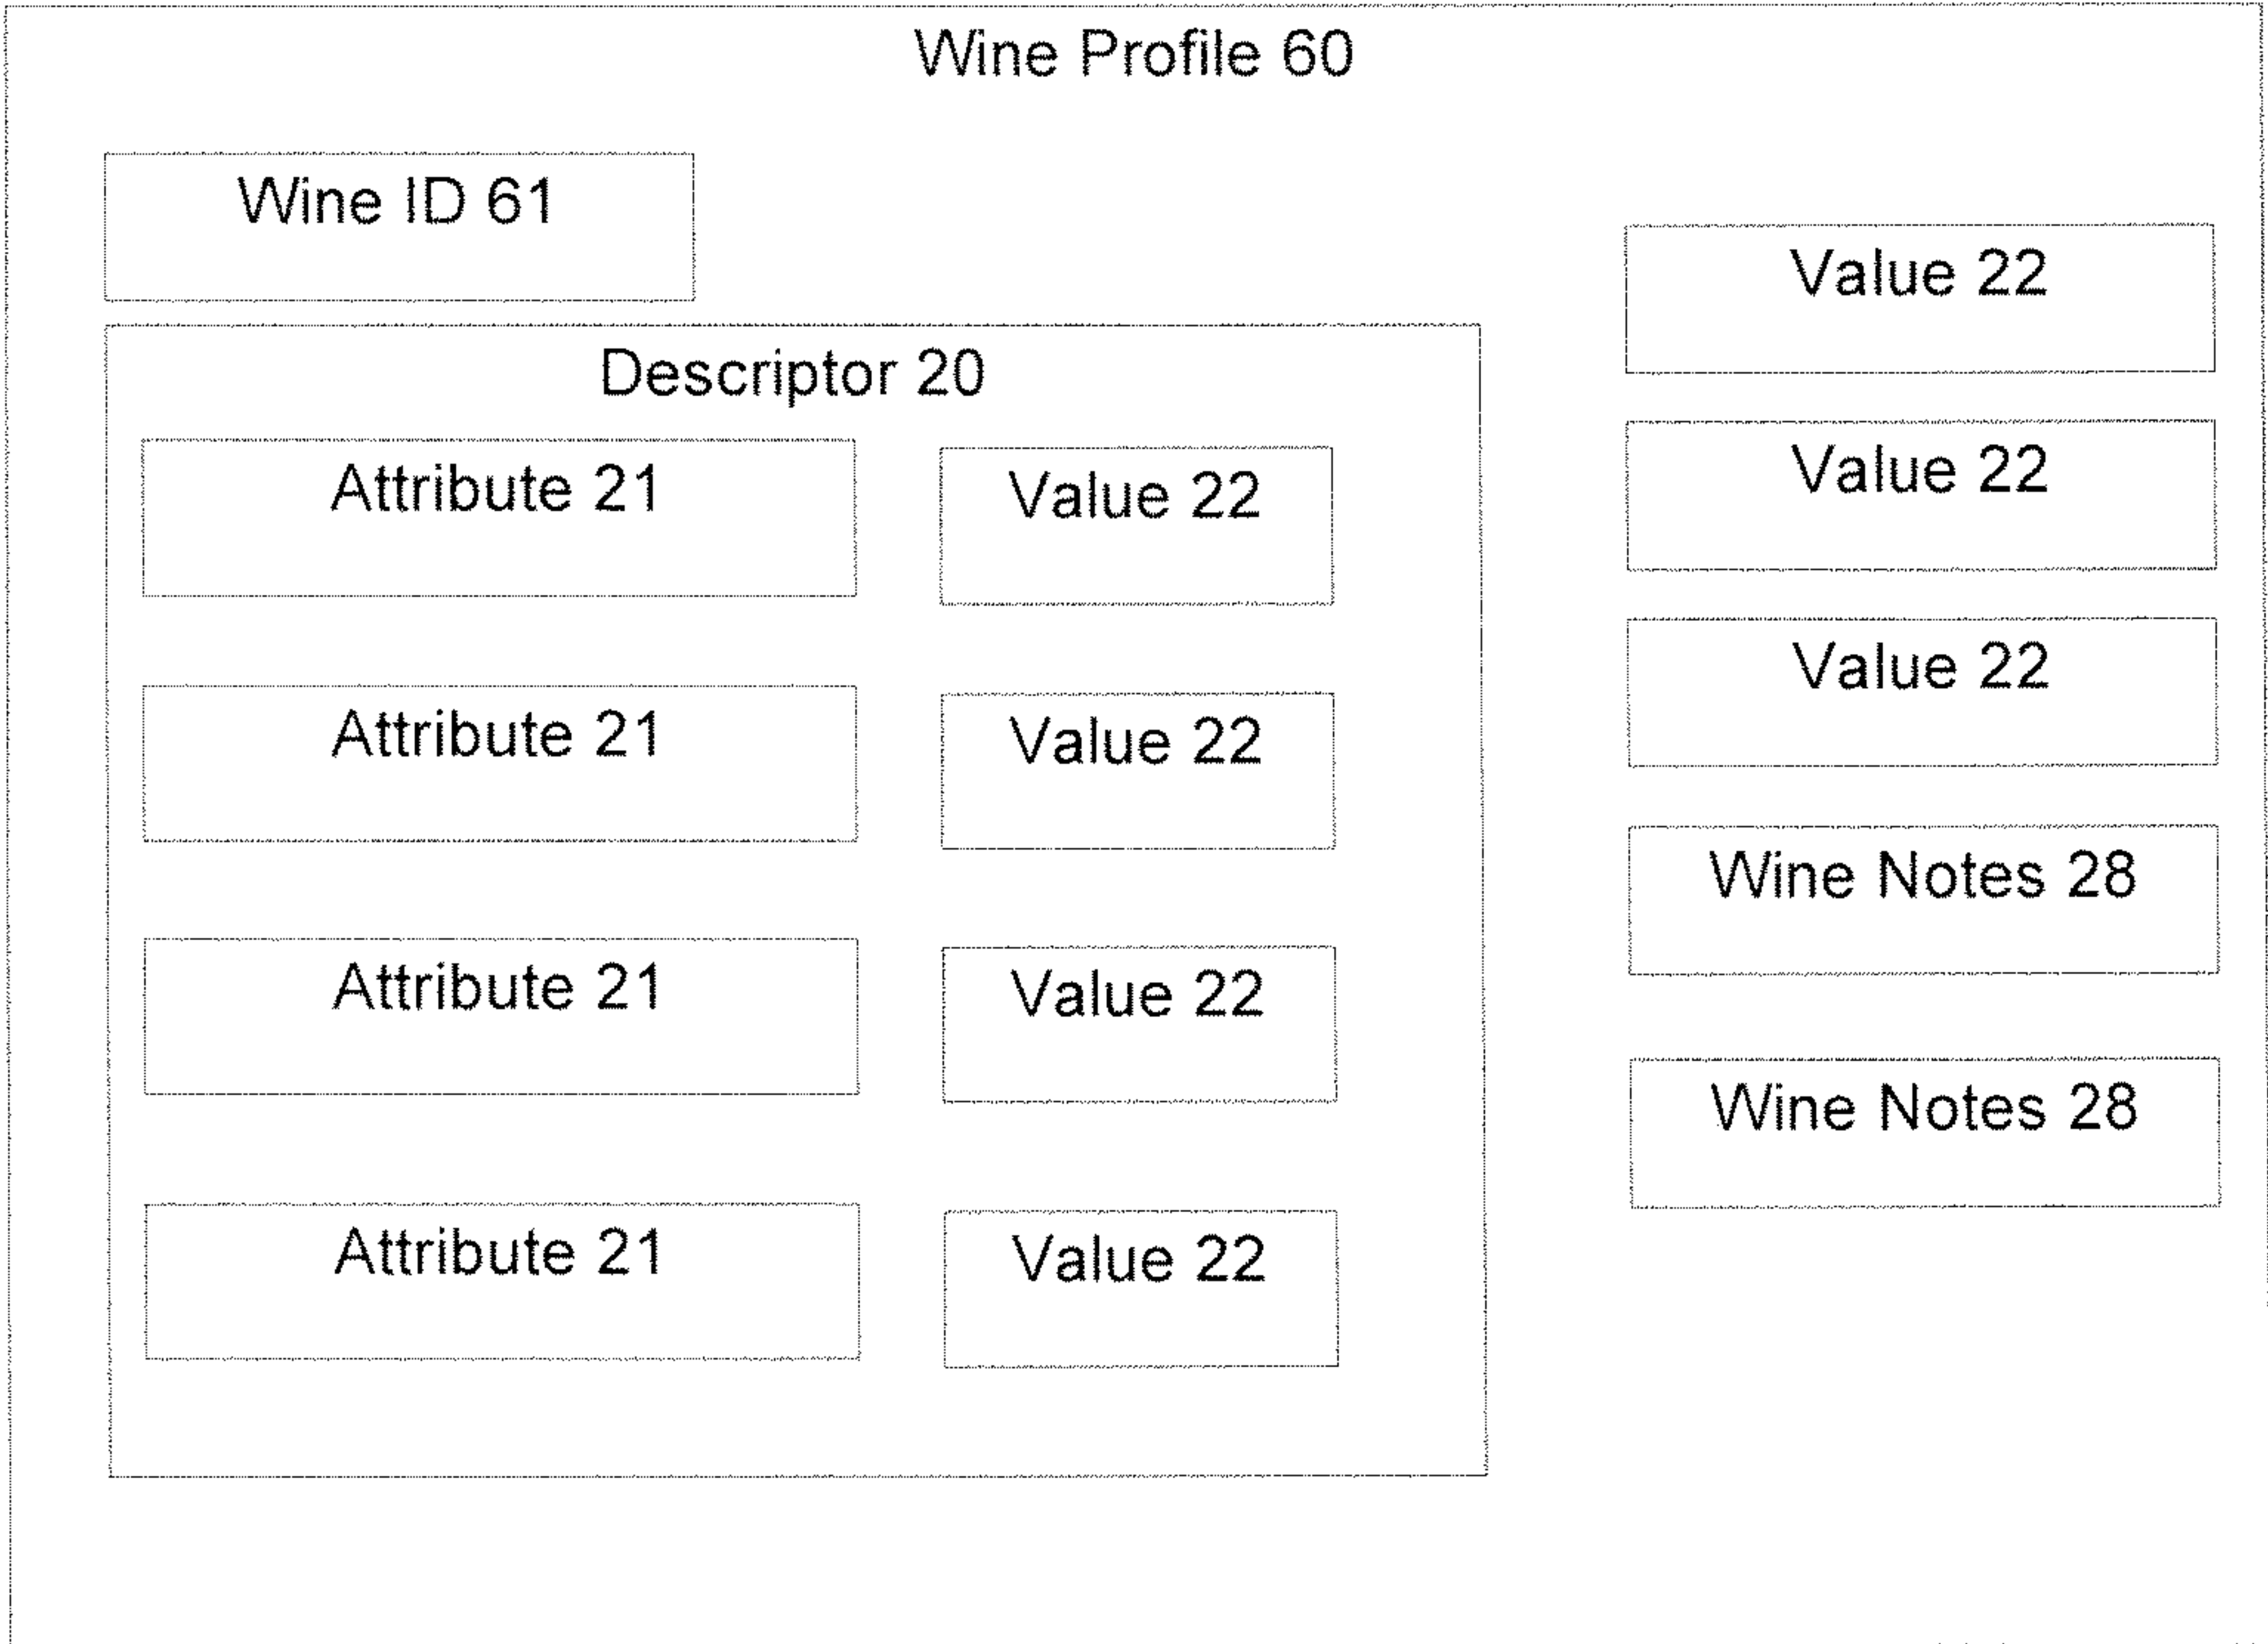 Wine Profile 60
Wine ID 61
Descriptor 20
Attribute 21
Value 22
Attribute 21
Value 22
Attribute 21
Value 22
Attribute 21
Value 22
Value 22
Value 22
Value 22
Wine Notes 28
Wine Notes 28